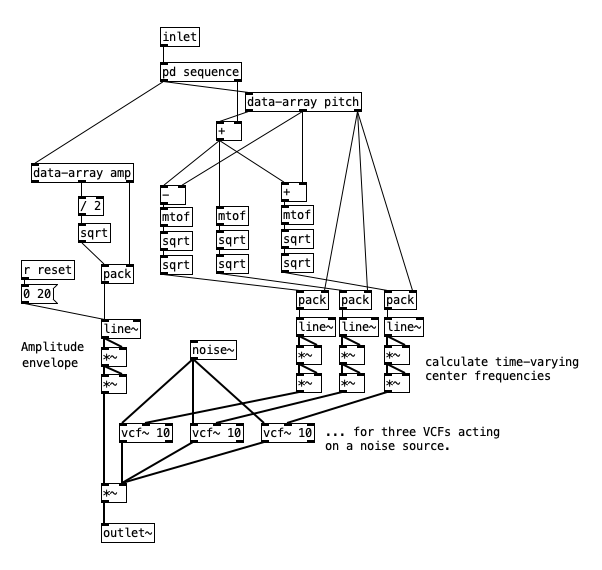 inlet
pd sequence
data-array pitch
+
data-array amp
- +
/ 2
mtof mtof mtof
sqrt sqrt sqrt sqrt
sqrt sqrt sqrt
r reset
pack
0 20
pack pack pack
line~ line~ line~ line~
Amplitude
envelope
noise~
*~ *~ *~ *~
calculate time-varying
center frequencies
*~ *~ *~ *~
vcf~ 10 vcf~ 10 vcf~ 10
... for three VCFs acting
on a noise source.
*~
outlet~